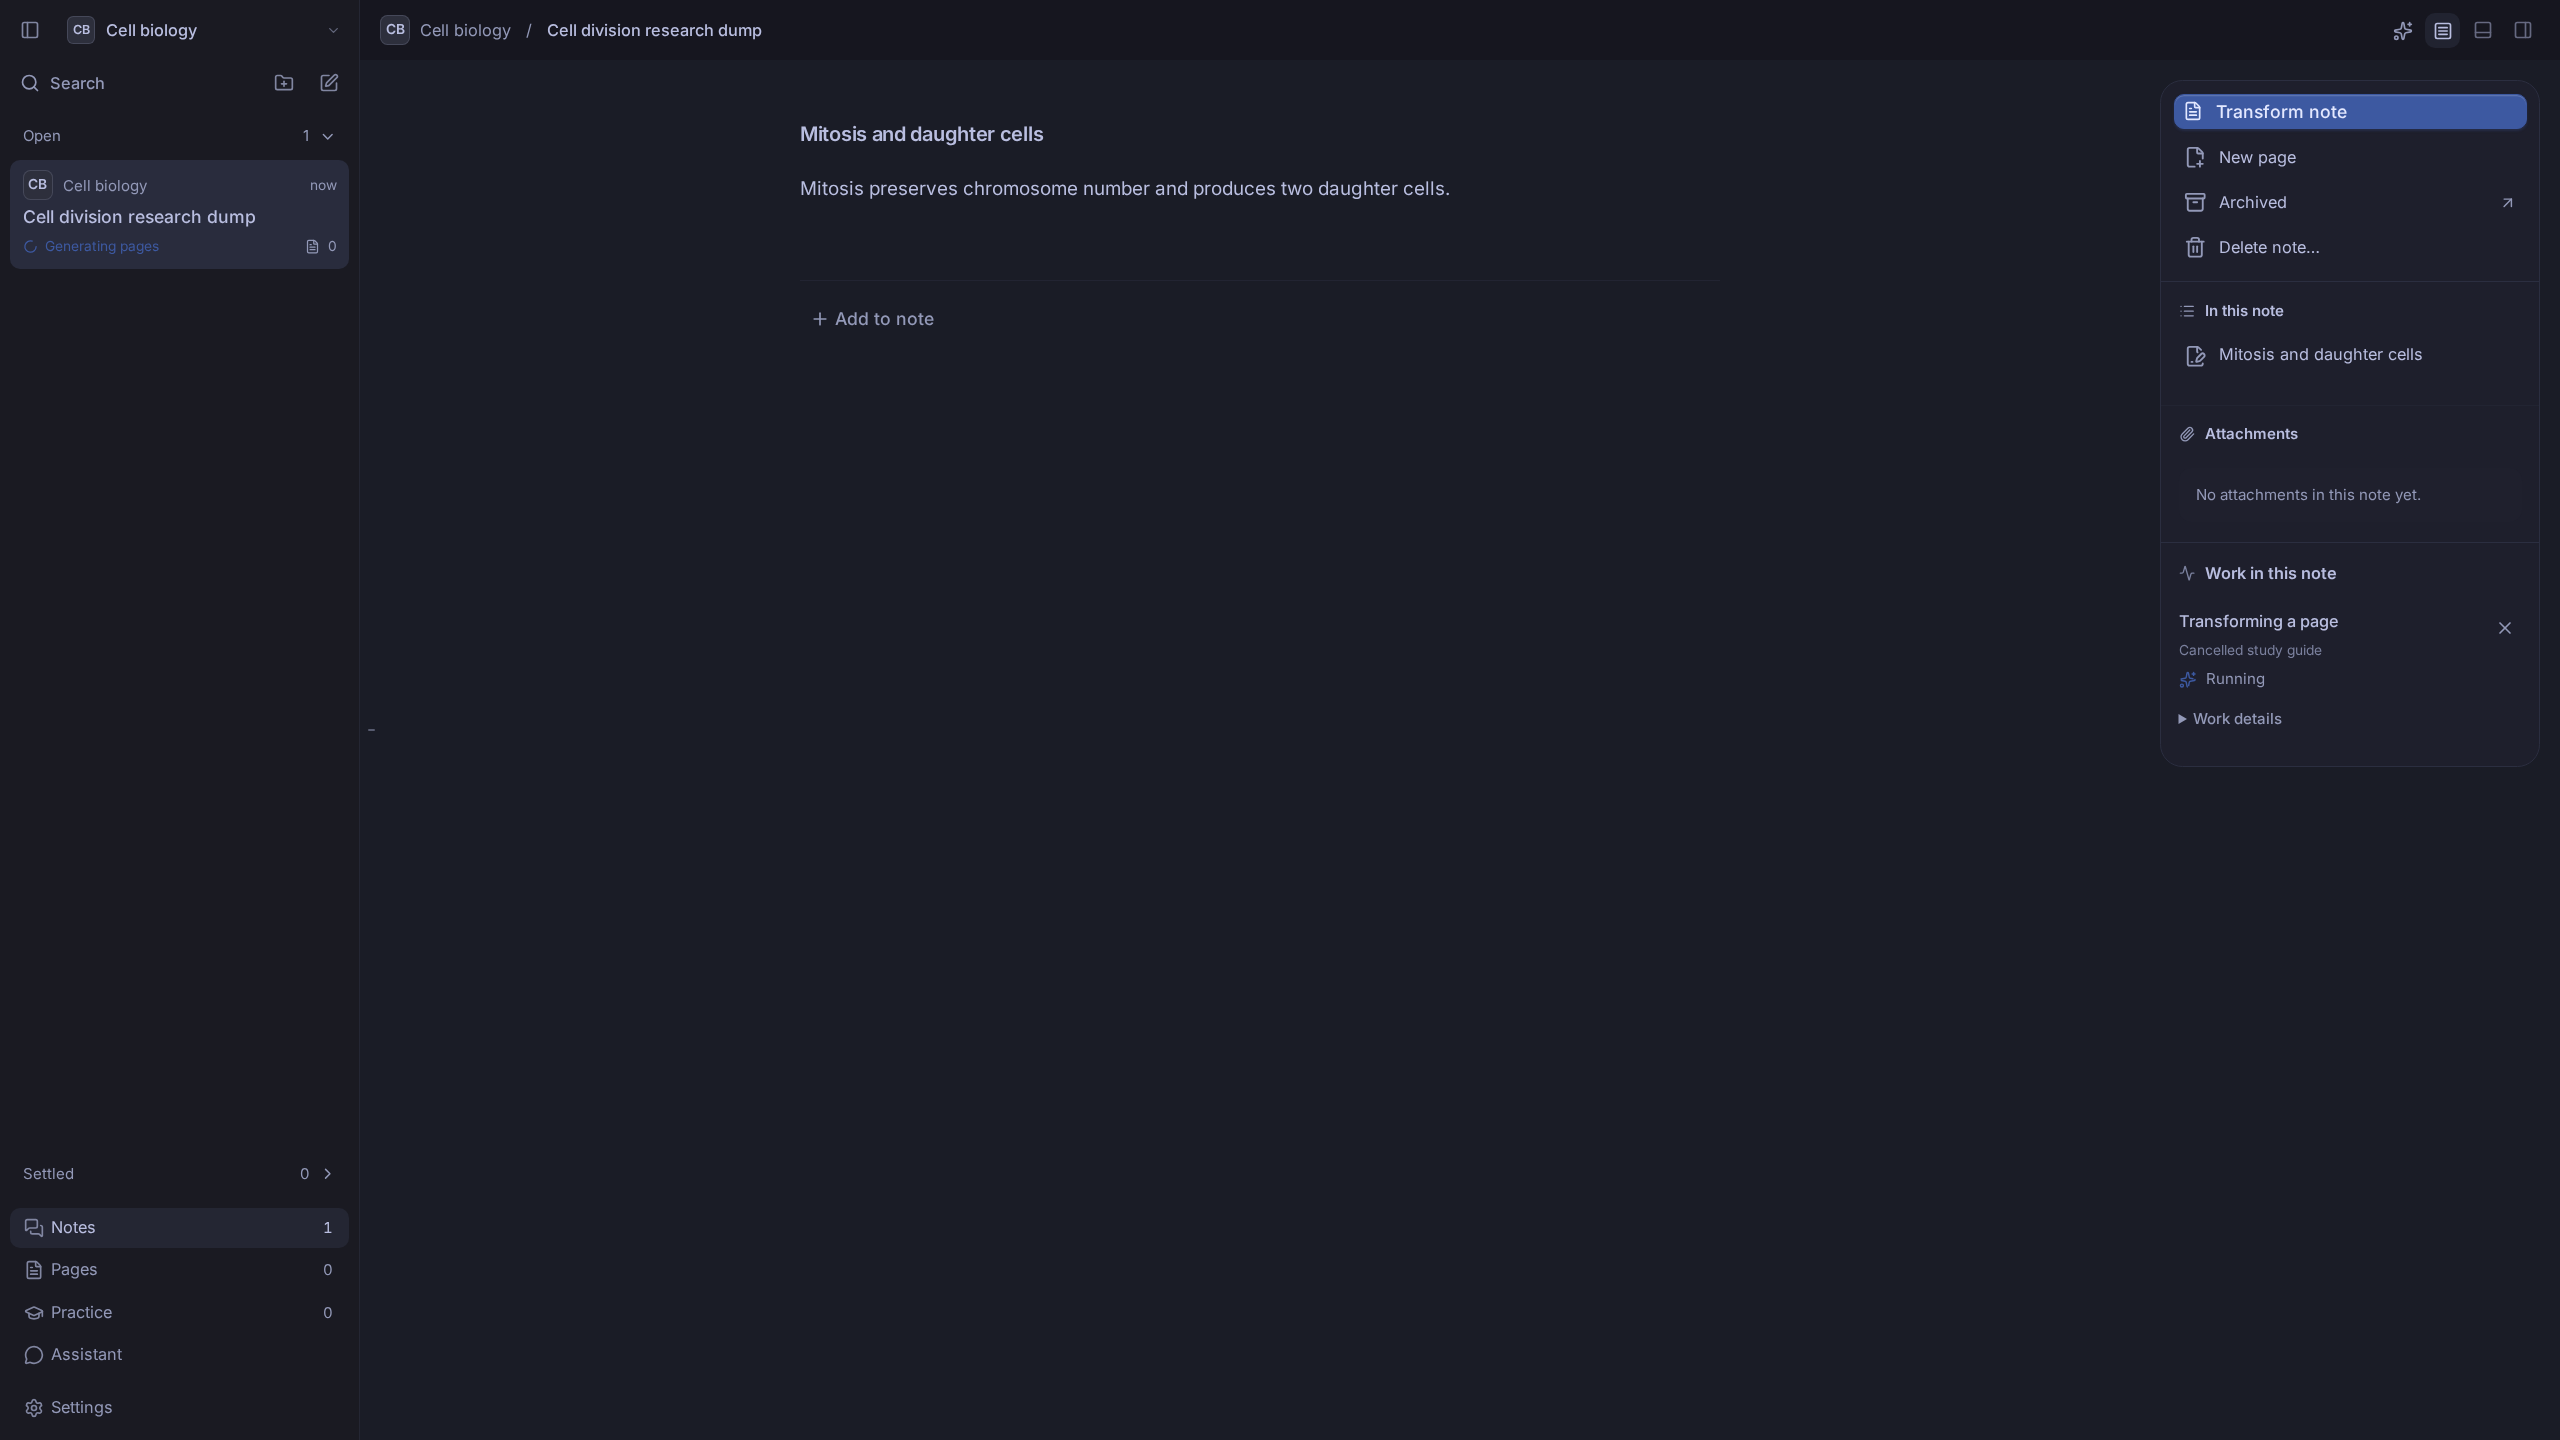 CB Cell biology
Search
Open 1
CB Cell biology now
Cell division research dump
Generating pages 0
Settled 0
Notes 1
Pages 0
Practice 0
Assistant
Settings
CB Cell biology / Cell division research dump
Mitosis and daughter cells
Mitosis preserves chromosome number and produces two daughter cells.
Add to note
Transform note
New page
Archived
Delete note...
In this note
Mitosis and daughter cells
Attachments
No attachments in this note yet.
Work in this note
Transforming a page
Cancelled study guide
Running
Work details